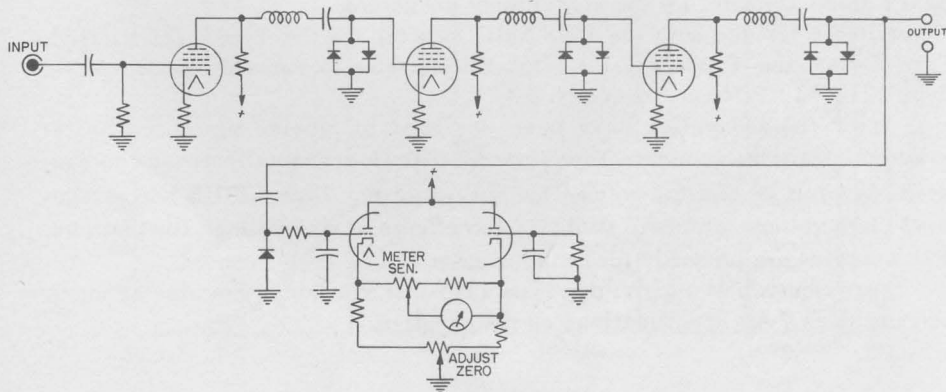 INPUT
+
+
+
OUTPUT
+
METER
SEN.
ADJUST
ZERO